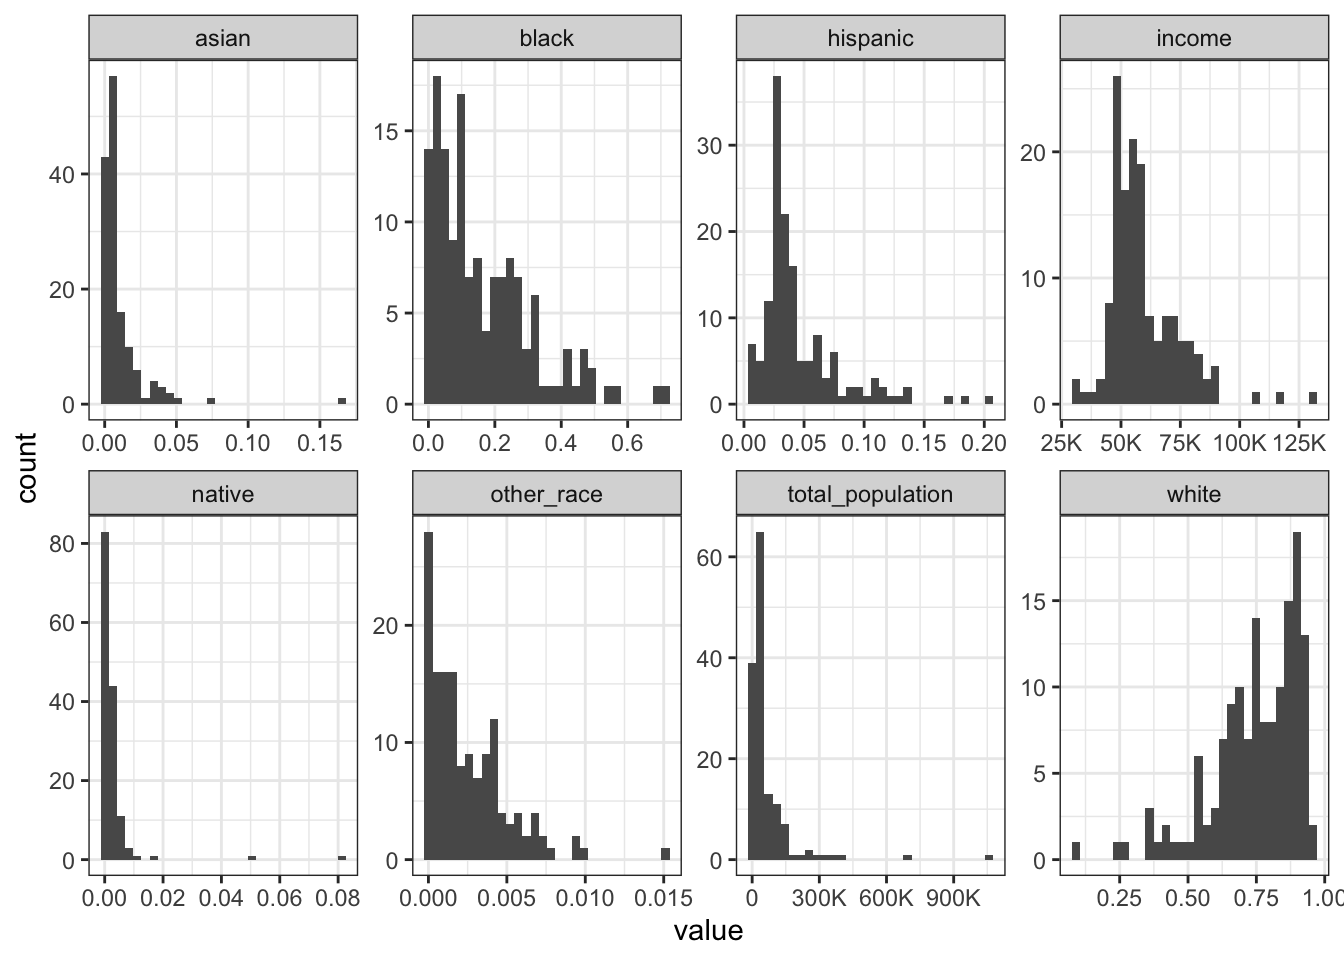 asian
black
hispanic
income
40
20
0
15
10
5
0
30
20
10
0
20
10
0
0.00 0.05 0.10 0.15
0.0 0.2 0.4 0.6
0.00 0.05 0.10 0.15 0.20
25K 50K 75K 100K 125K
count
native
other_race
total_population
white
80
60
40
20
0
20
10
0
60
40
20
0
15
10
5
0
0.00 0.02 0.04 0.06 0.08
0.000 0.005 0.010 0.015
0 300K 600K 900K
0.25 0.50 0.75 1.00
value